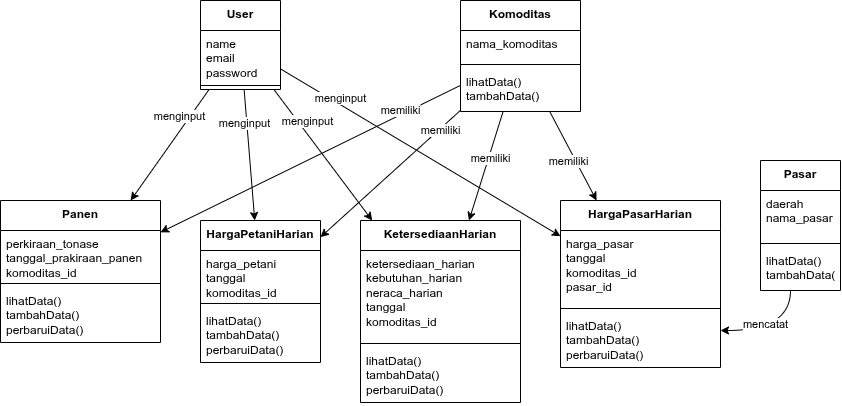 User
name
email
password
Komoditas
nama_komoditas
lihatData()
tambahData()
menginput
menginput
menginput
menginput
memiliki
memiliki
memiliki
memiliki
Panen
perkiraan_tonase
tanggal_prakiraan_panen
komoditas_id
lihatData()
tambahData()
perbaruiData()
HargaPetaniHarian
harga_petani
tanggal
komoditas_id
lihatData()
tambahData()
perbaruiData()
KetersediaanHarian
ketersediaan_harian
kebutuhan_harian
neraca_harian
tanggal
komoditas_id
lihatData()
tambahData()
perbaruiData()
HargaPasarHarian
harga_pasar
tanggal
komoditas_id
pasar_id
lihatData()
tambahData()
perbaruiData()
Pasar
daerah
nama_pasar
lihatData()
tambahData(
mencatat